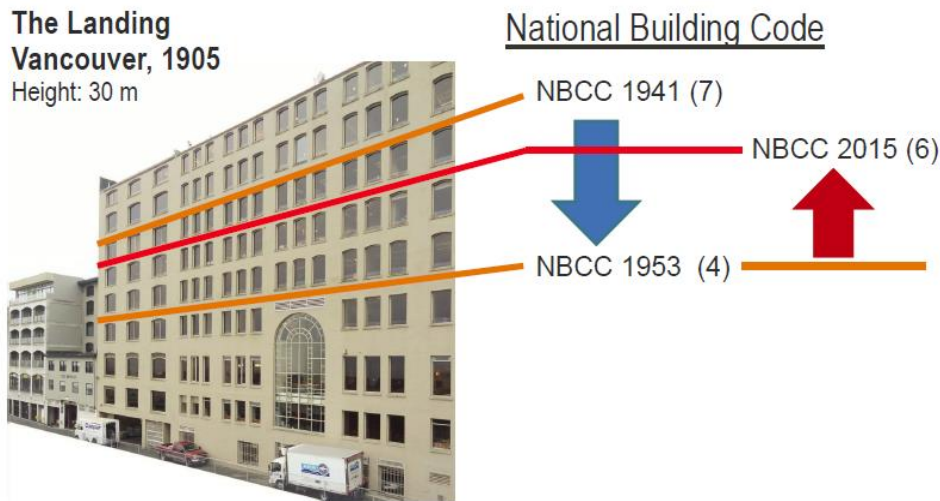 The Landing
Vancouver, 1905
Height: 30 m
National Building Code
NBCC 1941 (7)
NBCC 2015 (6)
NBCC 1953 (4)